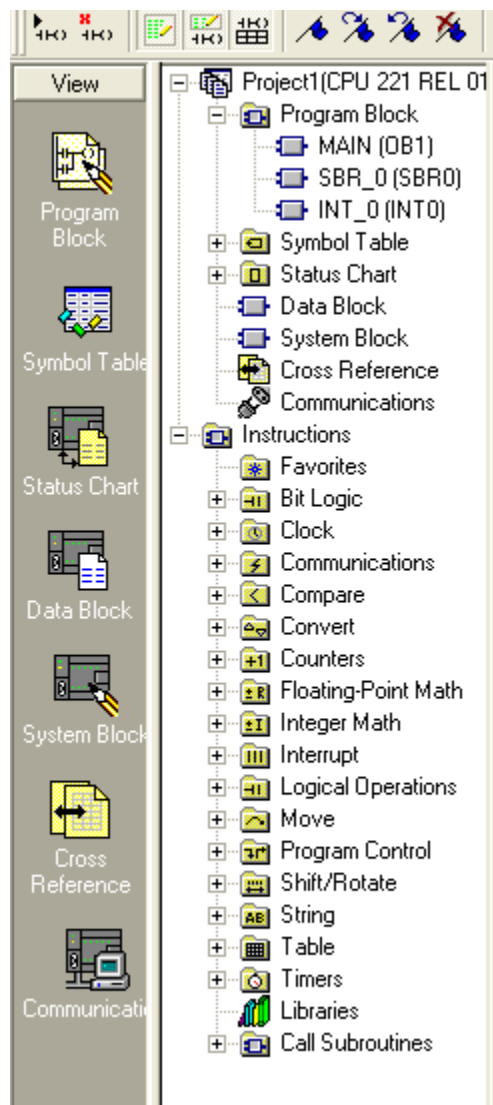 View
Program
Block
Symbol Table
Status Chart
Data Block
System Block
Cross
Reference
Communicati
Project1(CPU 221 REL 01
Program Block
MAIN (OB1)
SBR_0 (SBR0)
INT_0 (INT0)
Symbol Table
Status Chart
Data Block
System Block
Cross Reference
Communications
Instructions
Favorites
Bit Logic
Clock
Communications
Compare
Convert
Counters
Floating-Point Math
Integer Math
Interrupt
Logical Operations
Move
Program Control
Shift/Rotate
String
Table
Timers
Libraries
Call Subroutines